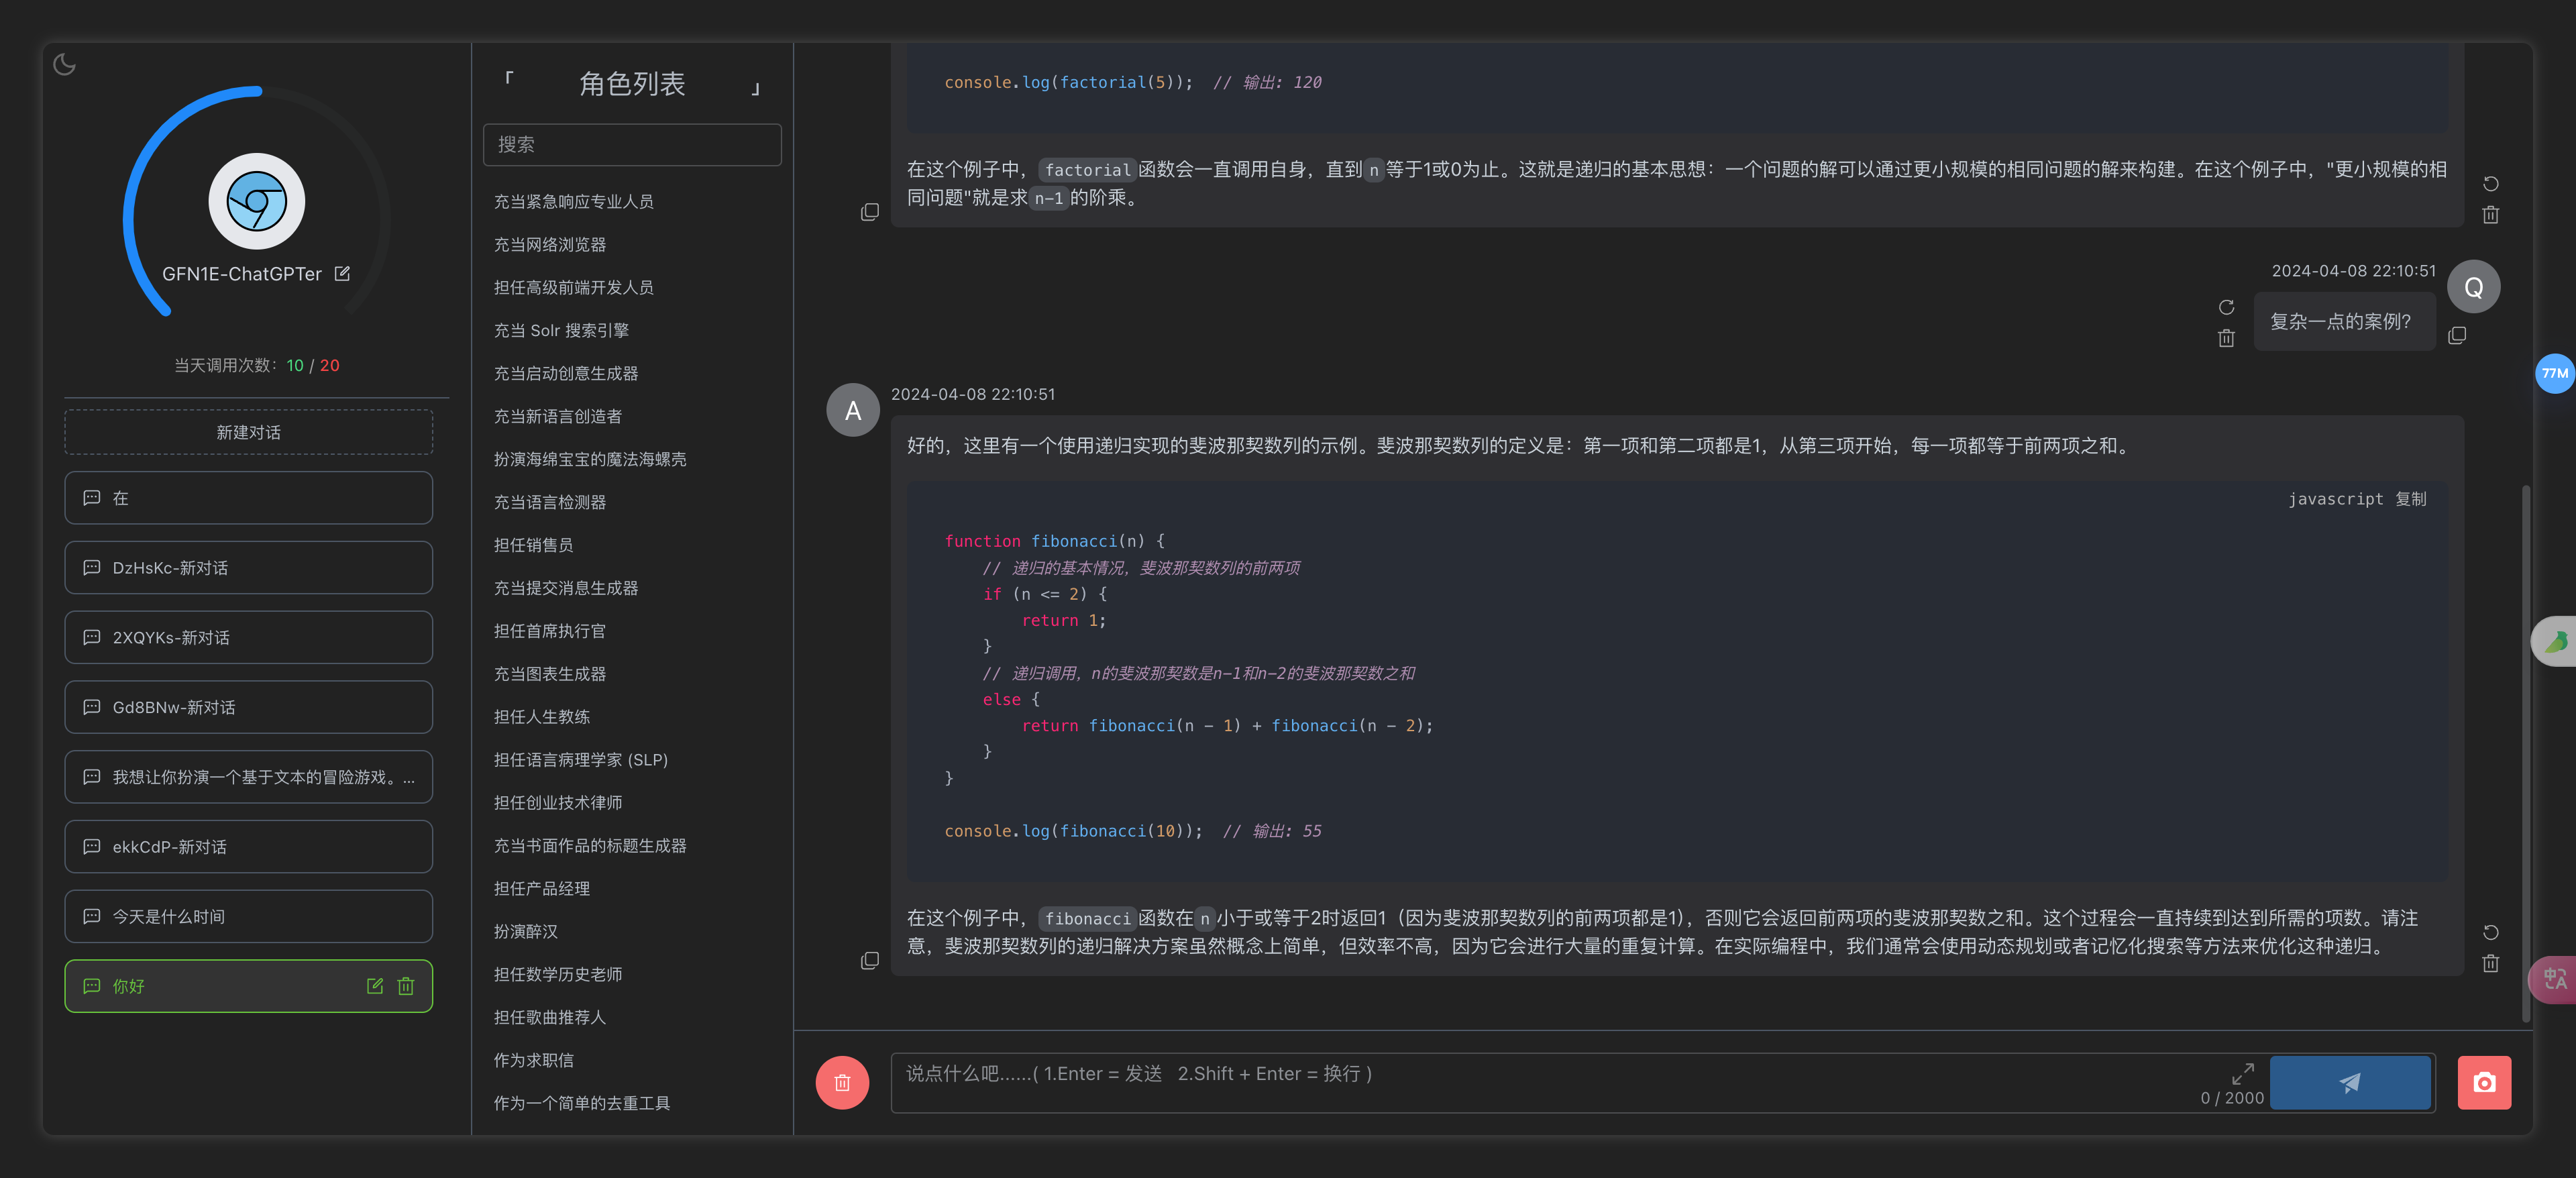 GFN1E-ChatGPTer
当天调用次数：10 / 20
新建对话
在
DzHsKc-新对话
2XQYKs-新对话
Gd8BNw-新对话
我想让你扮演一个基于文本的冒险游戏。...
ekkCdP-新对话
今天是什么时间
你好
「 角色列表 」
搜索
充当紧急响应专业人员
充当网络浏览器
担任高级前端开发人员
充当 Solr 搜索引擎
充当启动创意生成器
充当新语言创造者
扮演海绵宝宝的魔法海螺壳
充当语言检测器
担任销售员
充当提交消息生成器
担任首席执行官
充当图表生成器
担任人生教练
担任语言病理学家 (SLP)
担任创业技术律师
充当书面作品的标题生成器
担任产品经理
扮演醉汉
担任数学历史老师
担任歌曲推荐人
作为求职信
作为一个简单的去重工具
console.log(factorial(5));  // 输出: 120
在这个例子中，factorial函数会一直调用自身，直到n等于1或0为止。这就是递归的基本思想：一个问题的解可以通过更小规模的相同问题的解来构建。在这个例子中，"更小规模的相
同问题"就是求n-1的阶乘。
2024-04-08 22:10:51
Q
复杂一点的案例?
A
2024-04-08 22:10:51
好的，这里有一个使用递归实现的斐波那契数列的示例。斐波那契数列的定义是：第一项和第二项都是1，从第三项开始，每一项都等于前两项之和。
javascript 复制
function fibonacci(n) {
    // 递归的基本情况，斐波那契数列的前两项
    if (n <= 2) {
        return 1;
    }
    // 递归调用，n的斐波那契数是n-1和n-2的斐波那契数之和
    else {
        return fibonacci(n - 1) + fibonacci(n - 2);
    }
}
console.log(fibonacci(10));  // 输出: 55
在这个例子中，fibonacci函数在n小于或等于2时返回1（因为斐波那契数列的前两项都是1），否则它会返回前两项的斐波那契数之和。这个过程会一直持续到达到所需的项数。请注
意，斐波那契数列的递归解决方案虽然概念上简单，但效率不高，因为它会进行大量的重复计算。在实际编程中，我们通常会使用动态规划或者记忆化搜索等方法来优化这种递归。
说点什么吧......( 1.Enter = 发送   2.Shift + Enter = 换行 )
0 / 2000
77M
中A